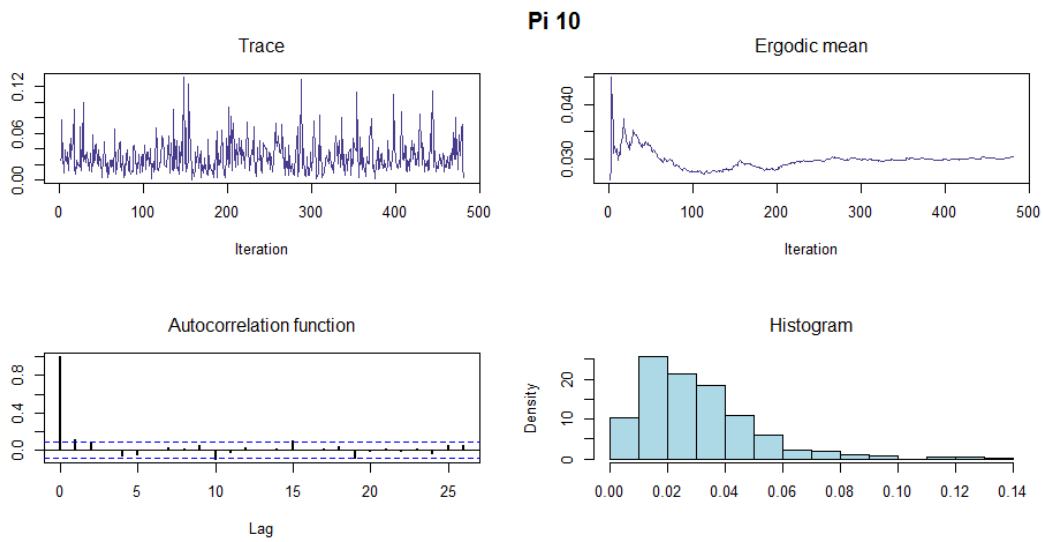 Pi 10
Trace
0.00 0.06 0.12
0 100 200 300 400 500
Iteration
Ergodic mean
0.030 0.040
0 100 200 300 400 500
Iteration
Autocorrelation function
0.0 0.4 0.8
0 5 10 15 20 25
Lag
Histogram
Density
0 10 20
0.00 0.02 0.04 0.06 0.08 0.10 0.12 0.14